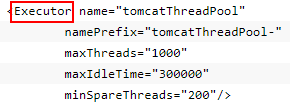 <Executor name="tomcatThreadPool"
namePrefix="tomcatThreadPool-"
maxThreads="1000"
maxIdleTime="300000"
minSpareThreads="200"/>